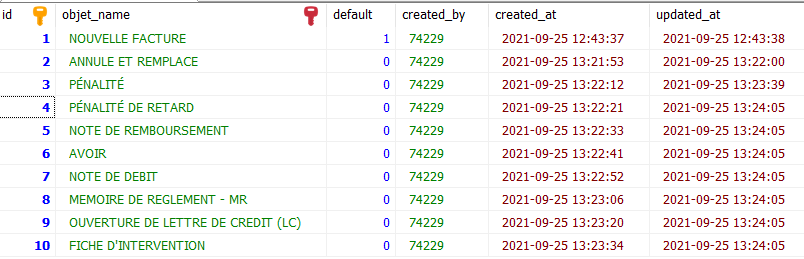 id objet_name default created_by created_at updated_at
1 NOUVELLE FACTURE 1 74229 2021-09-25 12:43:37 2021-09-25 12:43:38
2 ANNULE ET REMPLACE 0 74229 2021-09-25 13:21:53 2021-09-25 13:22:00
3 PÉNALITÉ 0 74229 2021-09-25 13:22:12 2021-09-25 13:23:39
4 PÉNALITÉ DE RETARD 0 74229 2021-09-25 13:22:21 2021-09-25 13:24:05
5 NOTE DE REMBOURSEMENT 0 74229 2021-09-25 13:22:33 2021-09-25 13:24:05
6 AVOIR 0 74229 2021-09-25 13:22:41 2021-09-25 13:24:05
7 NOTE DE DEBIT 0 74229 2021-09-25 13:22:52 2021-09-25 13:24:05
8 MEMOIRE DE REGLEMENT - MR 0 74229 2021-09-25 13:23:06 2021-09-25 13:24:05
9 OUVERTURE DE LETTRE DE CREDIT (LC) 0 74229 2021-09-25 13:23:20 2021-09-25 13:24:05
10 FICHE D'INTERVENTION 0 74229 2021-09-25 13:23:34 2021-09-25 13:24:05